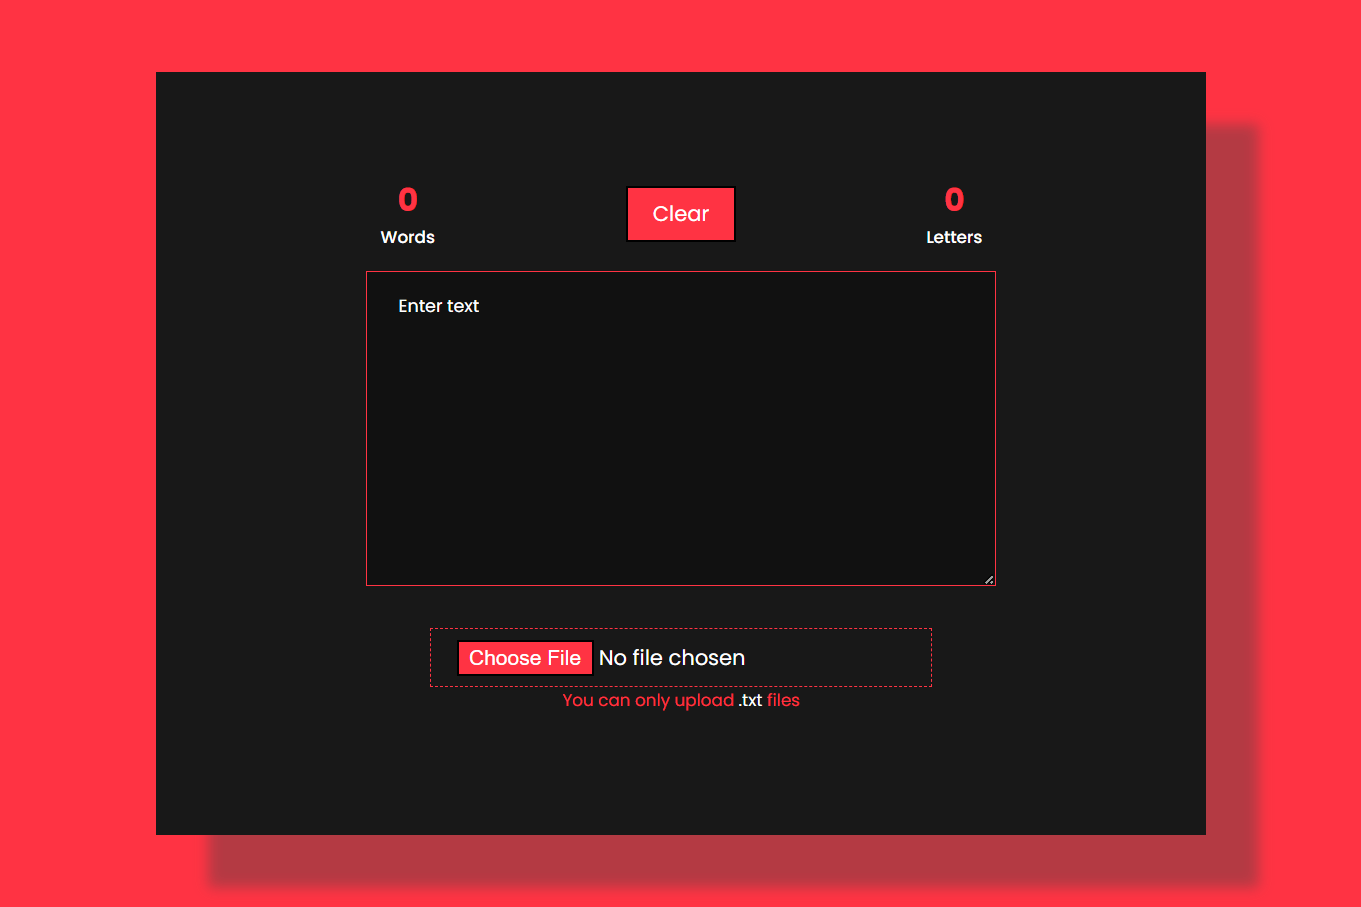 0
Words
Clear
0
Letters
Enter text
Choose File No file chosen
You can only upload .txt files